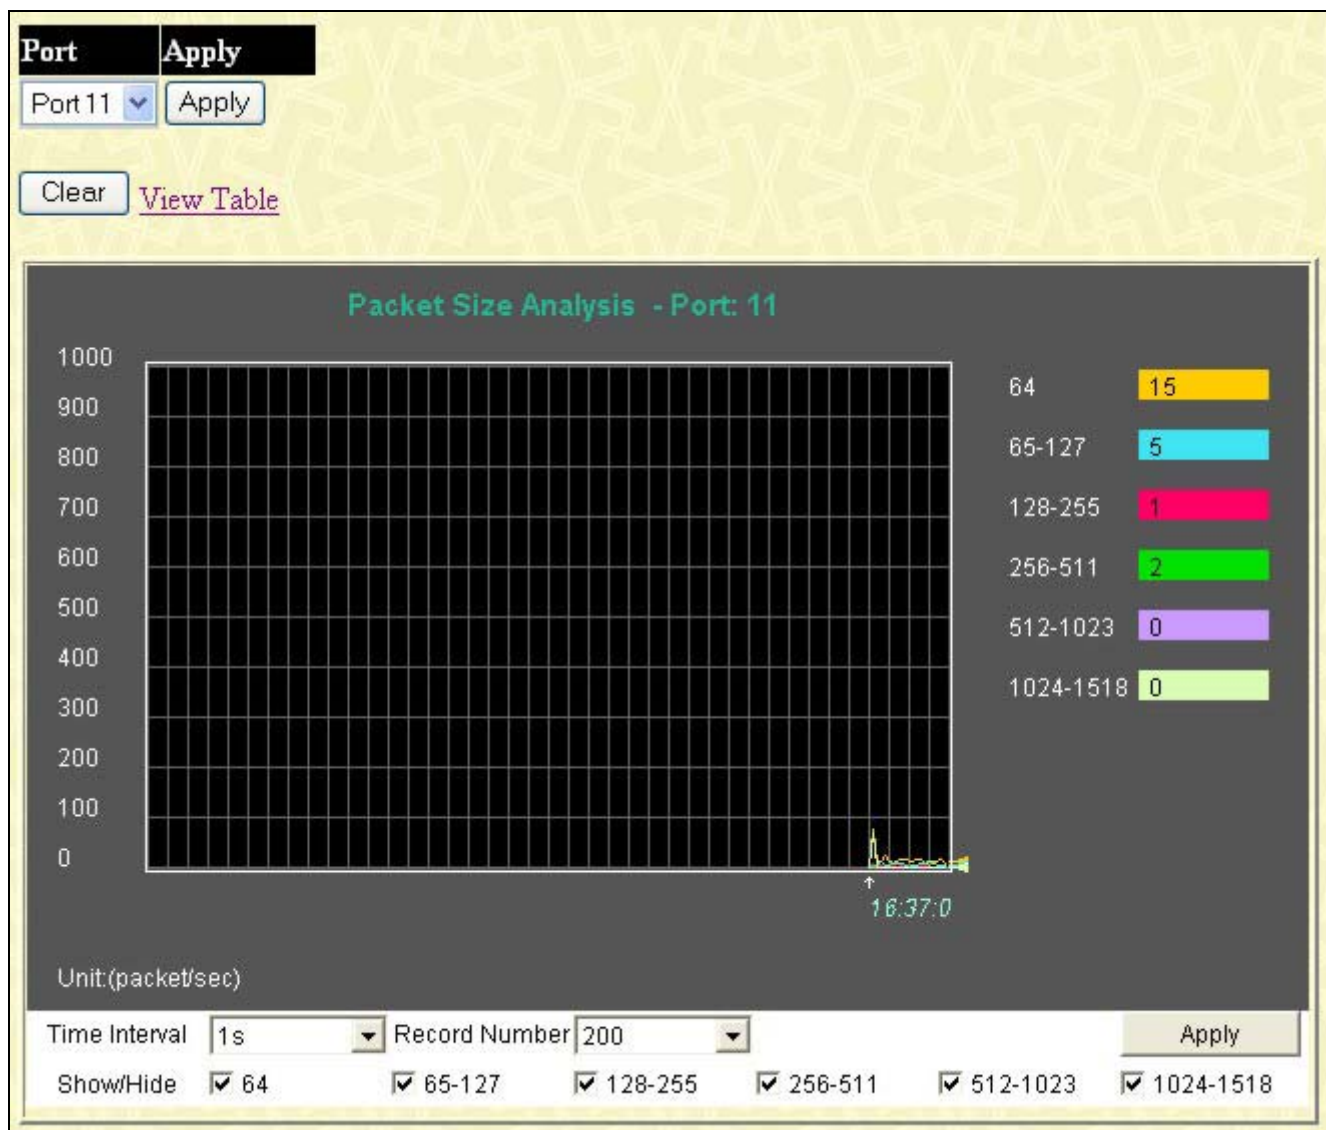 Port Apply
Port 11 Apply
Clear View Table
Packet Size Analysis - Port: 11
1000
900
800
700
600
500
400
300
200
100
0
64 15
65-127 5
128-255 1
256-511 2
512-1023 0
1024-1518 0
16:37:0
Unit:(packet/sec)
Time Interval 1s Record Number 200 Apply
Show/Hide 64 65-127 128-255 256-511 512-1023 1024-1518